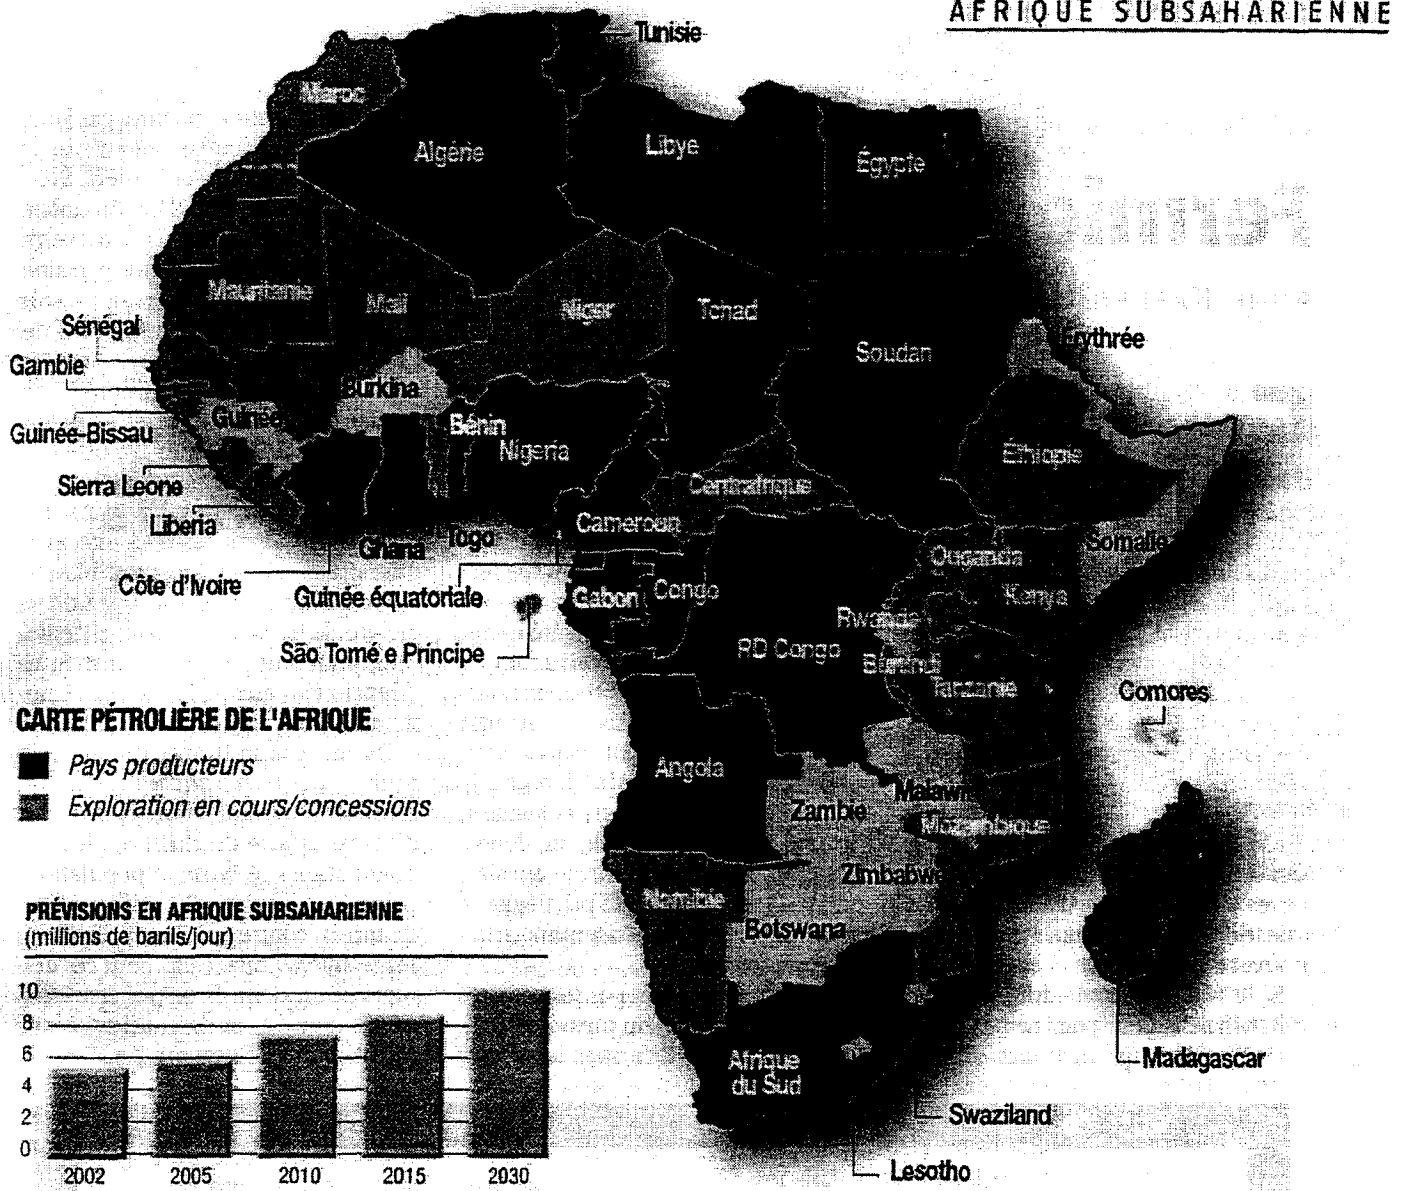 AFRIQUE SUBSAHARIENNE
Tunisie
Maroc
Algérie
Libye
Égypte
Mauritanie
Mali
Niger
Tchad
Soudan
Érythrée
Sénégal
Gambie
Burkina
Guinée
Guinée-Bissau
Bénin
Nigeria
Éthiopie
Sierra Leone
Centrafrique
Liberia
Cameroun
Ghana
Togo
Ouganda
Somalie
Côte d'Ivoire
Guinée équatoriale
Gabon
Congo
Kenya
Rwanda
São Tomé e Príncipe
RD Congo
Burundi
Tanzanie
Comores
CARTE PÉTROLIÈRE DE L'AFRIQUE
Pays producteurs
Exploration en cours/concessions
Angola
Malawi
Zambie
Mozambique
Zimbabwe
Namibie
Botswana
PRÉVISIONS EN AFRIQUE SUBSAHARIENNE
(millions de barils/jour)
10
8
6
4
2
0
2002 2005 2010 2015 2030
Afrique
du Sud
Madagascar
Swaziland
Lesotho